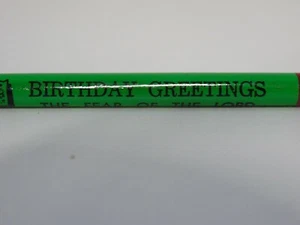 BIRTHDAY GREETINGS
THE FEAR OF THE LORD